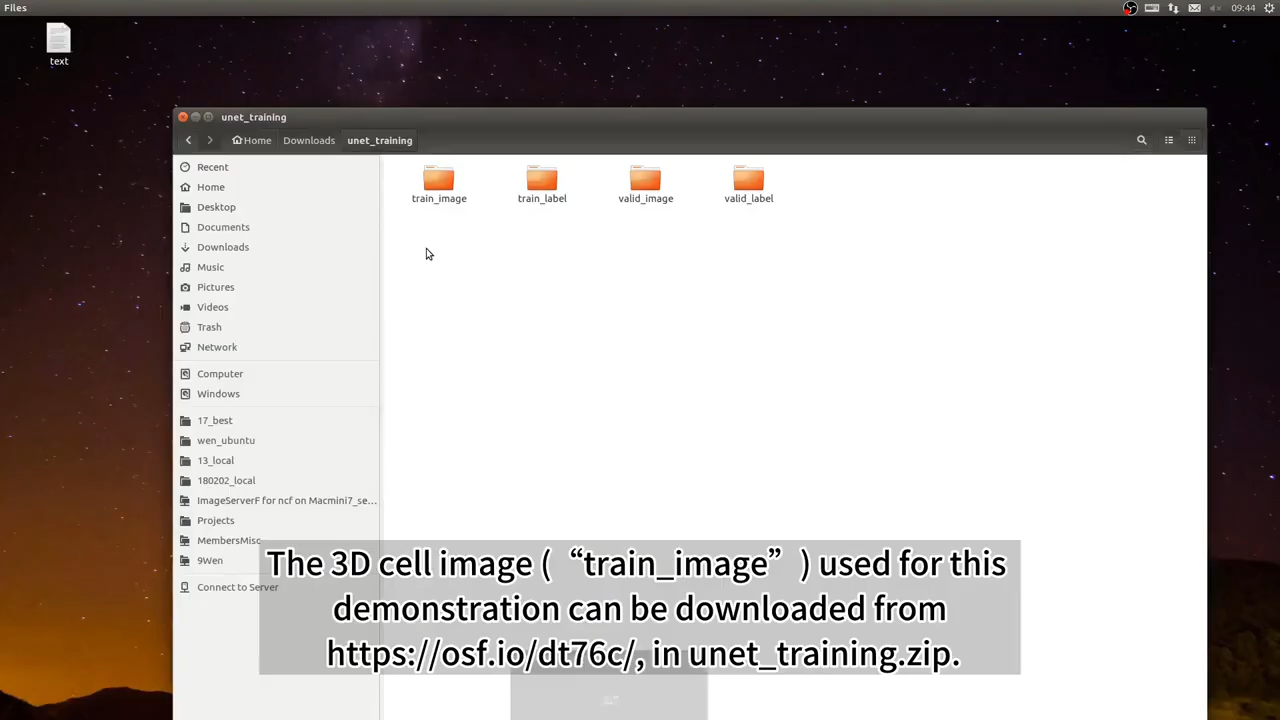 Files
09:44
text
unet_training
Home
Downloads
unet_training
Recent
Home
Desktop
Documents
Downloads
Music
Pictures
Videos
Trash
Network
Computer
Windows
17_best
wen_ubuntu
13_local
180202_local
ImageServerF for ncf on Macmini7_se...
Projects
MembersMisc
9Wen
Connect to Server
train_image
train_label
valid_image
valid_label
The 3D cell image (“train_image”) used for this
demonstration can be downloaded from
https://osf.io/dt76c/, in unet_training.zip.